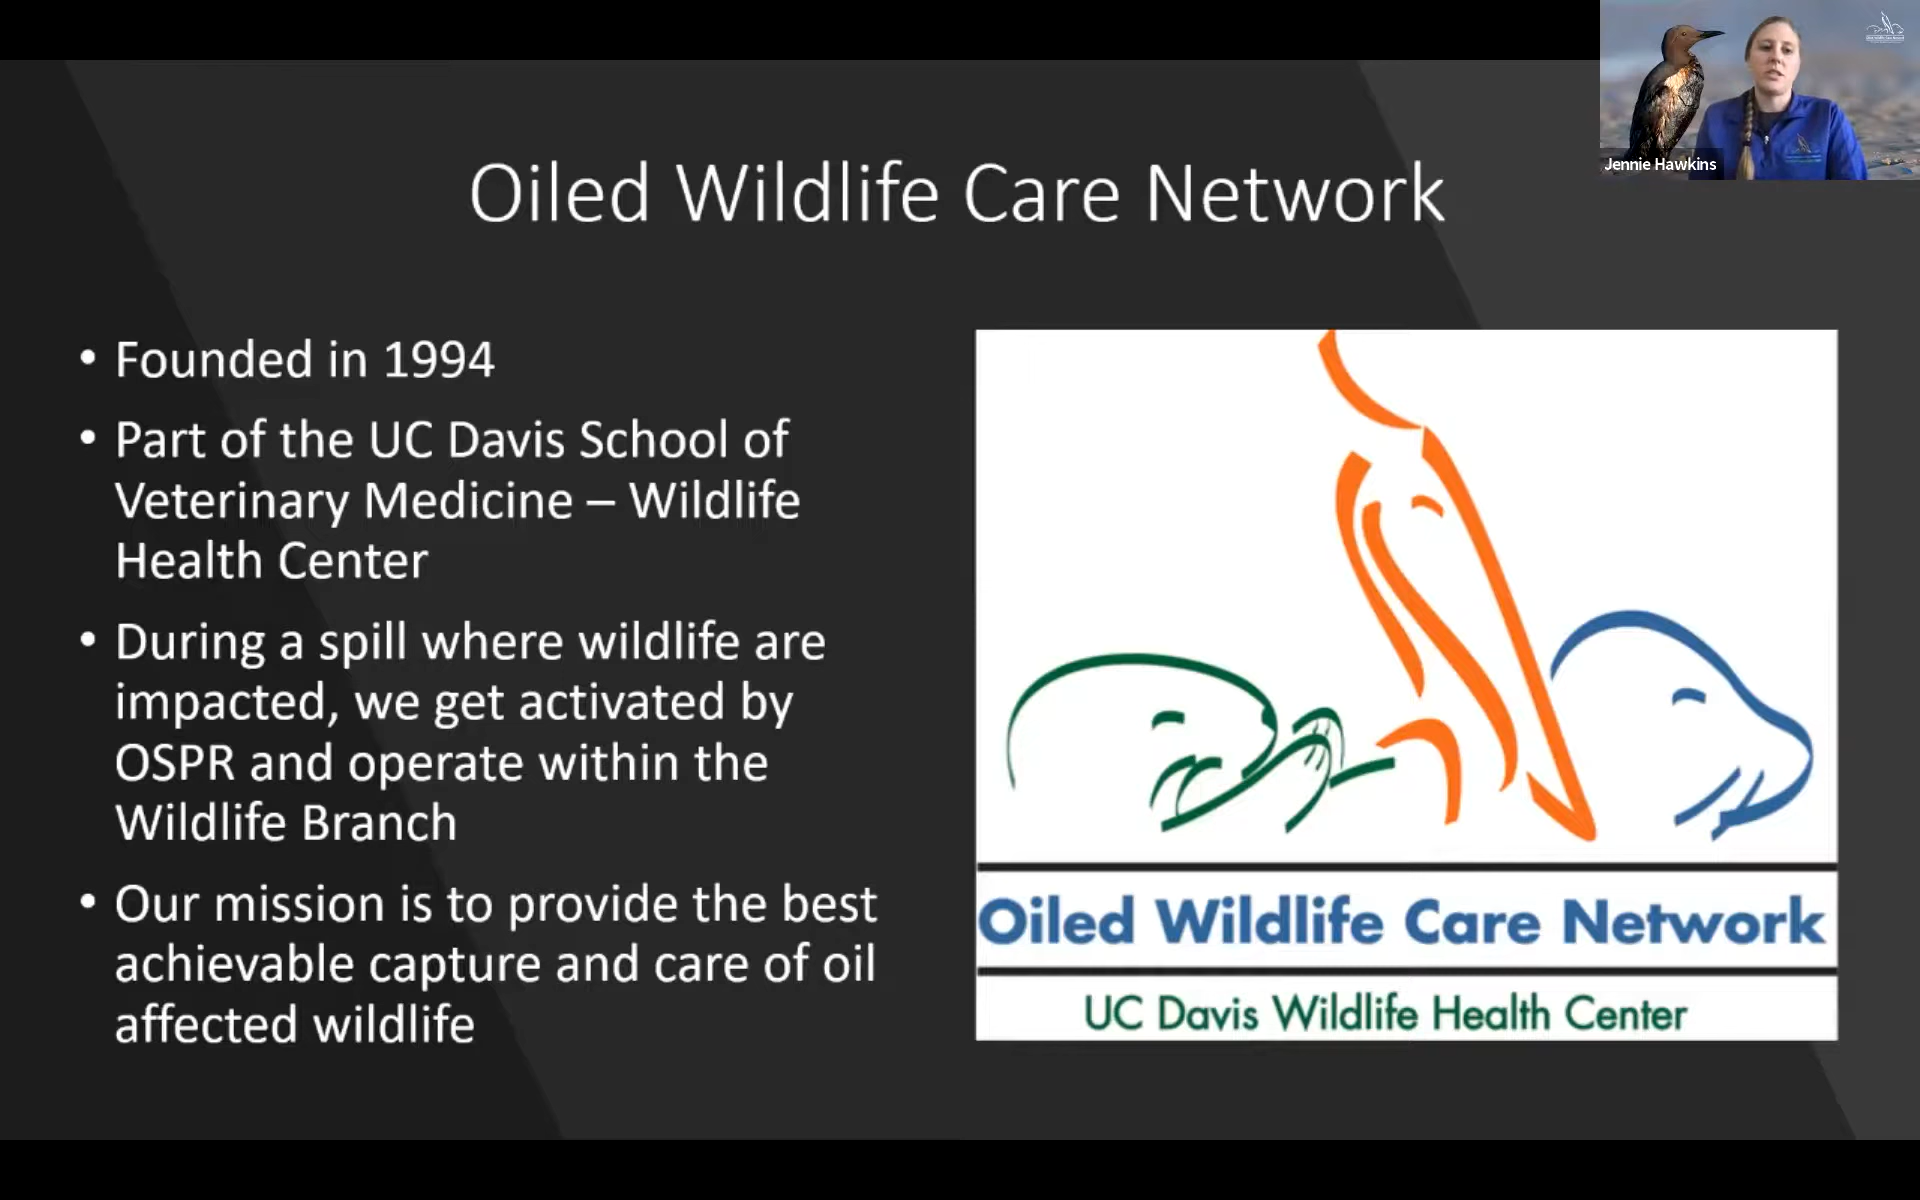 Jennie Hawkins
Oiled Wildlife Care Network
• Founded in 1994
• Part of the UC Davis School of
Veterinary Medicine – Wildlife
Health Center
• During a spill where wildlife are
impacted, we get activated by
OSPR and operate within the
Wildlife Branch
• Our mission is to provide the best
achievable capture and care of oil
affected wildlife
Oiled Wildlife Care Network
UC Davis Wildlife Health Center